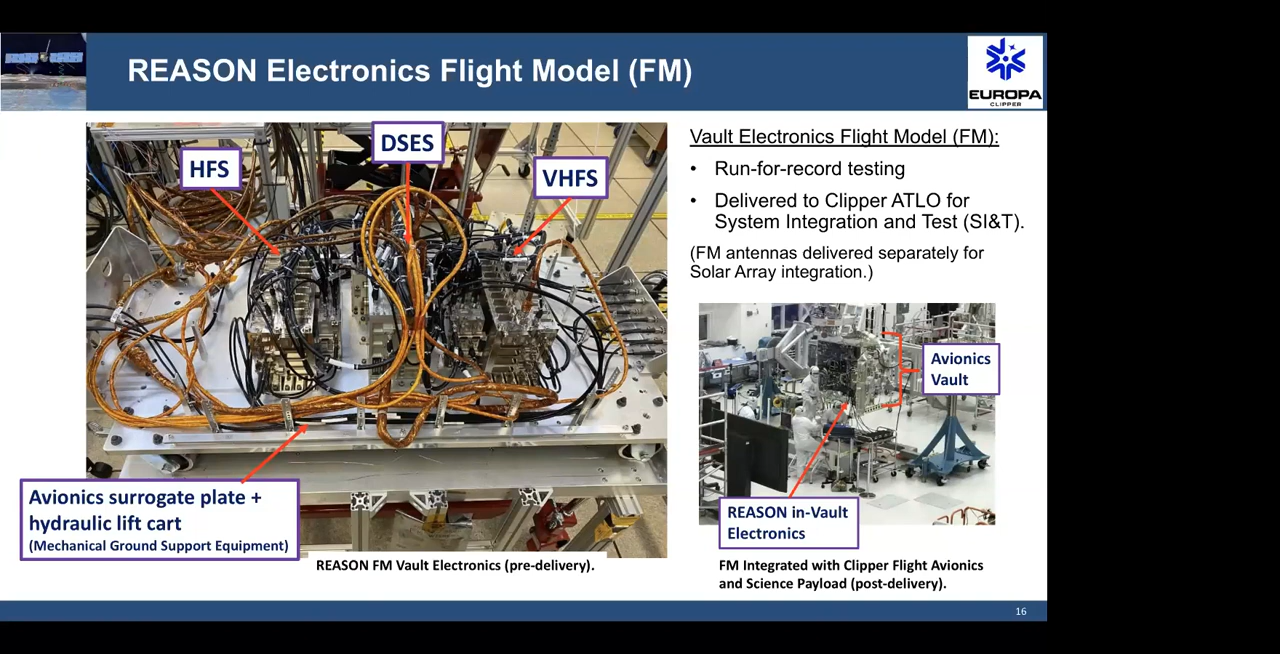 REASON Electronics Flight Model (FM)
EUROPA
CLIPPER
HFS
DSES
VHFS
Avionics surrogate plate +
hydraulic lift cart
(Mechanical Ground Support Equipment)
REASON FM Vault Electronics (pre-delivery).
Vault Electronics Flight Model (FM):
• Run-for-record testing
• Delivered to Clipper ATLO for
System Integration and Test (SI&T).
(FM antennas delivered separately for
Solar Array integration.)
Avionics
Vault
REASON in-Vault
Electronics
FM Integrated with Clipper Flight Avionics
and Science Payload (post-delivery).
16